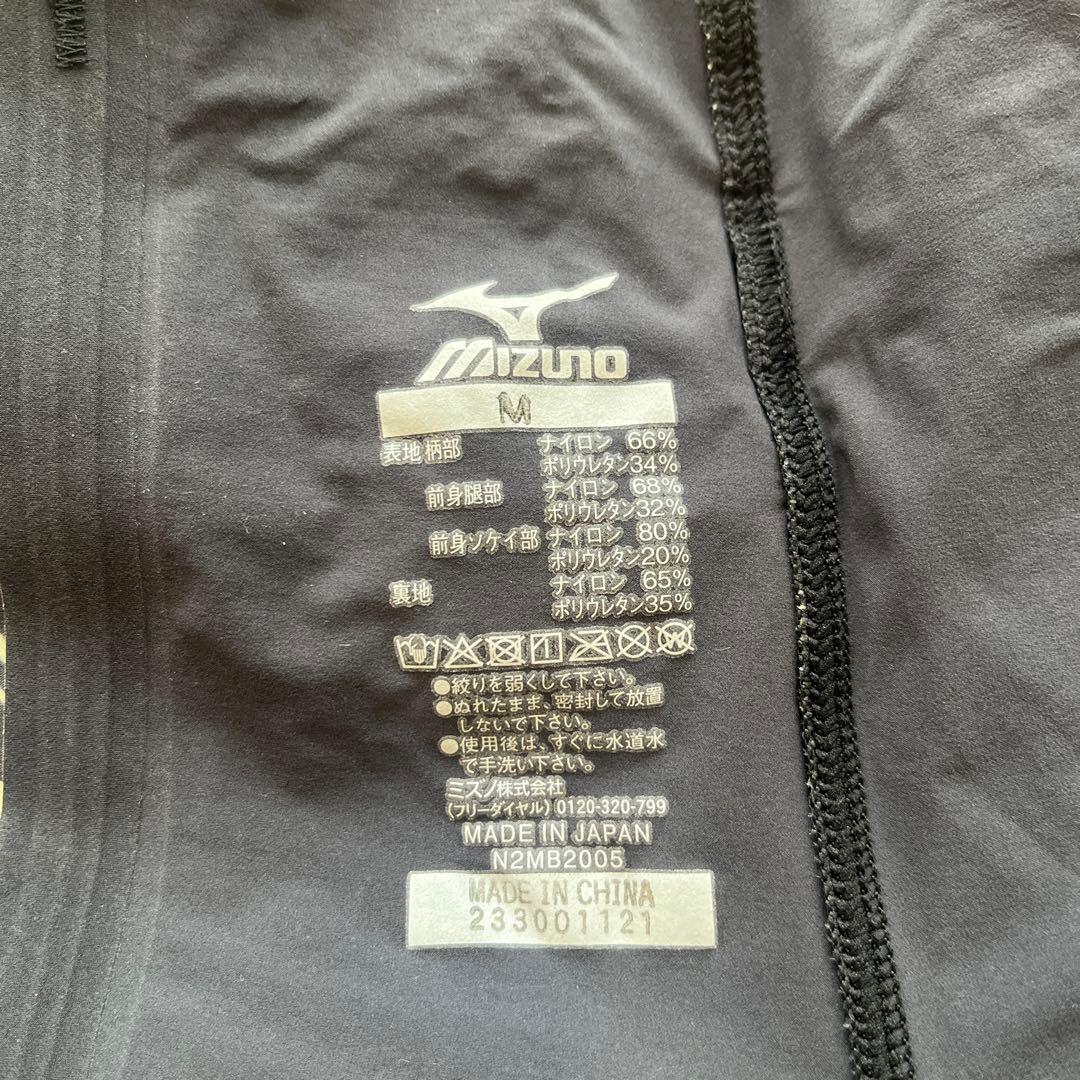 MIZUNO
M
表地 柄部 ナイロン 66%
ポリウレタン34%
前身腿部 ナイロン 68%
ポリウレタン32%
前身ソケイ部 ナイロン 80%
ポリウレタン20%
裏地 ナイロン 65%
ポリウレタン35%
●絞りを弱くして下さい。
●ぬれたまま、密封して放置
しないで下さい。
●使用後は、すぐに水道水
で手洗い下さい。
ミズノ株式会社
(フリーダイヤル) 0120-320-799
MADE IN JAPAN
N2MB2005
MADE IN CHINA
233001121